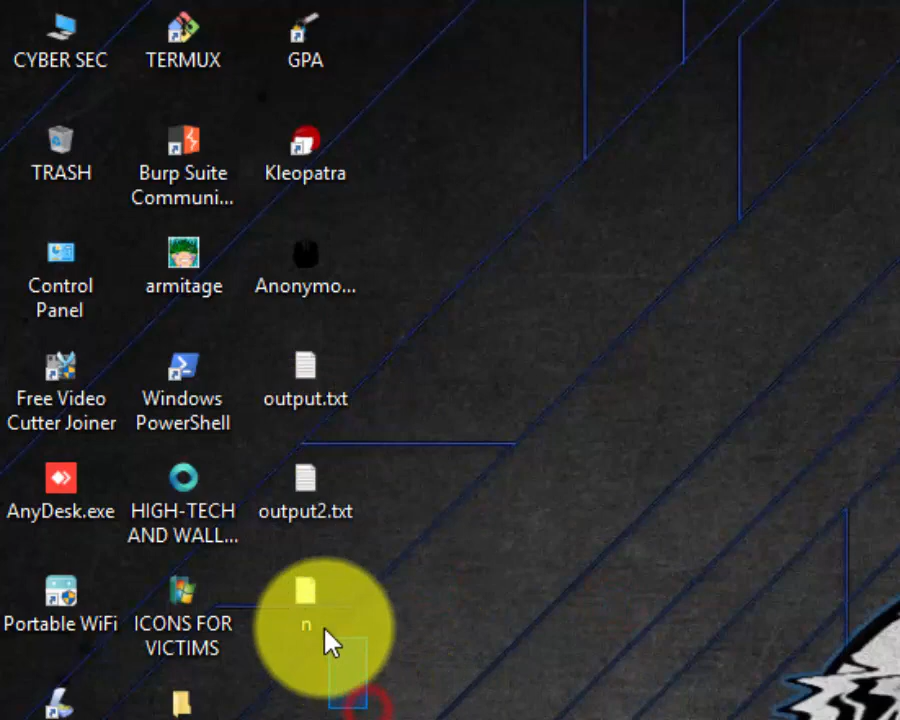 CYBER SEC
TERMUX
GPA
TRASH
Burp Suite
Communi...
Kleopatra
Control
Panel
armitage
Anonymo...
Free Video
Cutter Joiner
Windows
PowerShell
output.txt
AnyDesk.exe
HIGH-TECH
AND WALL...
output2.txt
Portable WiFi
ICONS FOR
VICTIMS
n